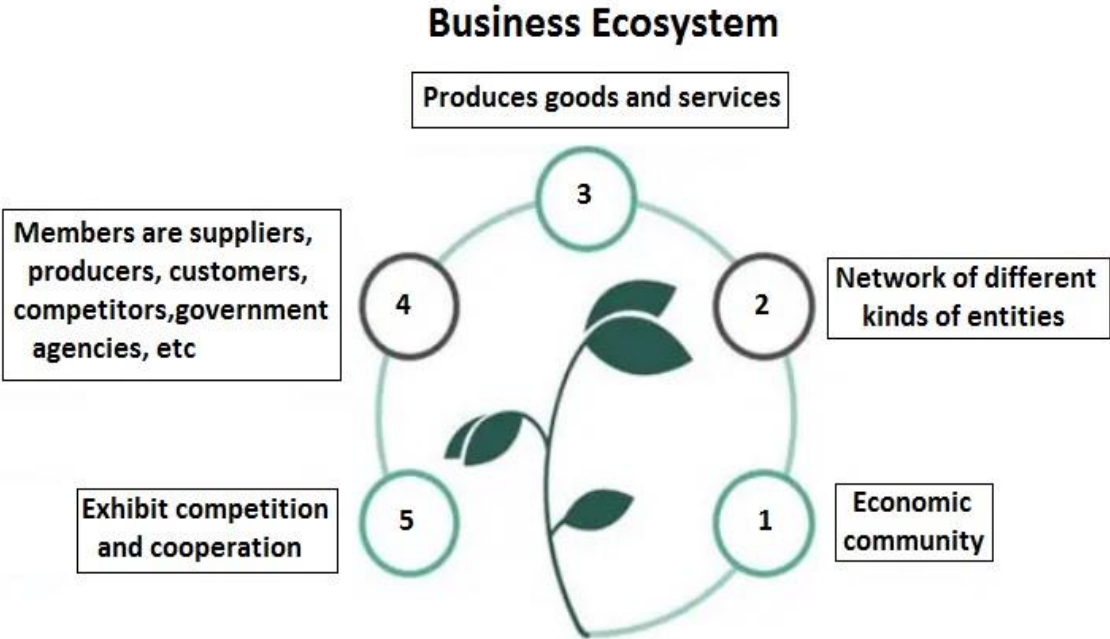 Business Ecosystem
Produces goods and services
3
Members are suppliers,
producers, customers,
competitors,government
agencies, etc
4
2
Network of different
kinds of entities
Exhibit competition
and cooperation
5
1
Economic
community